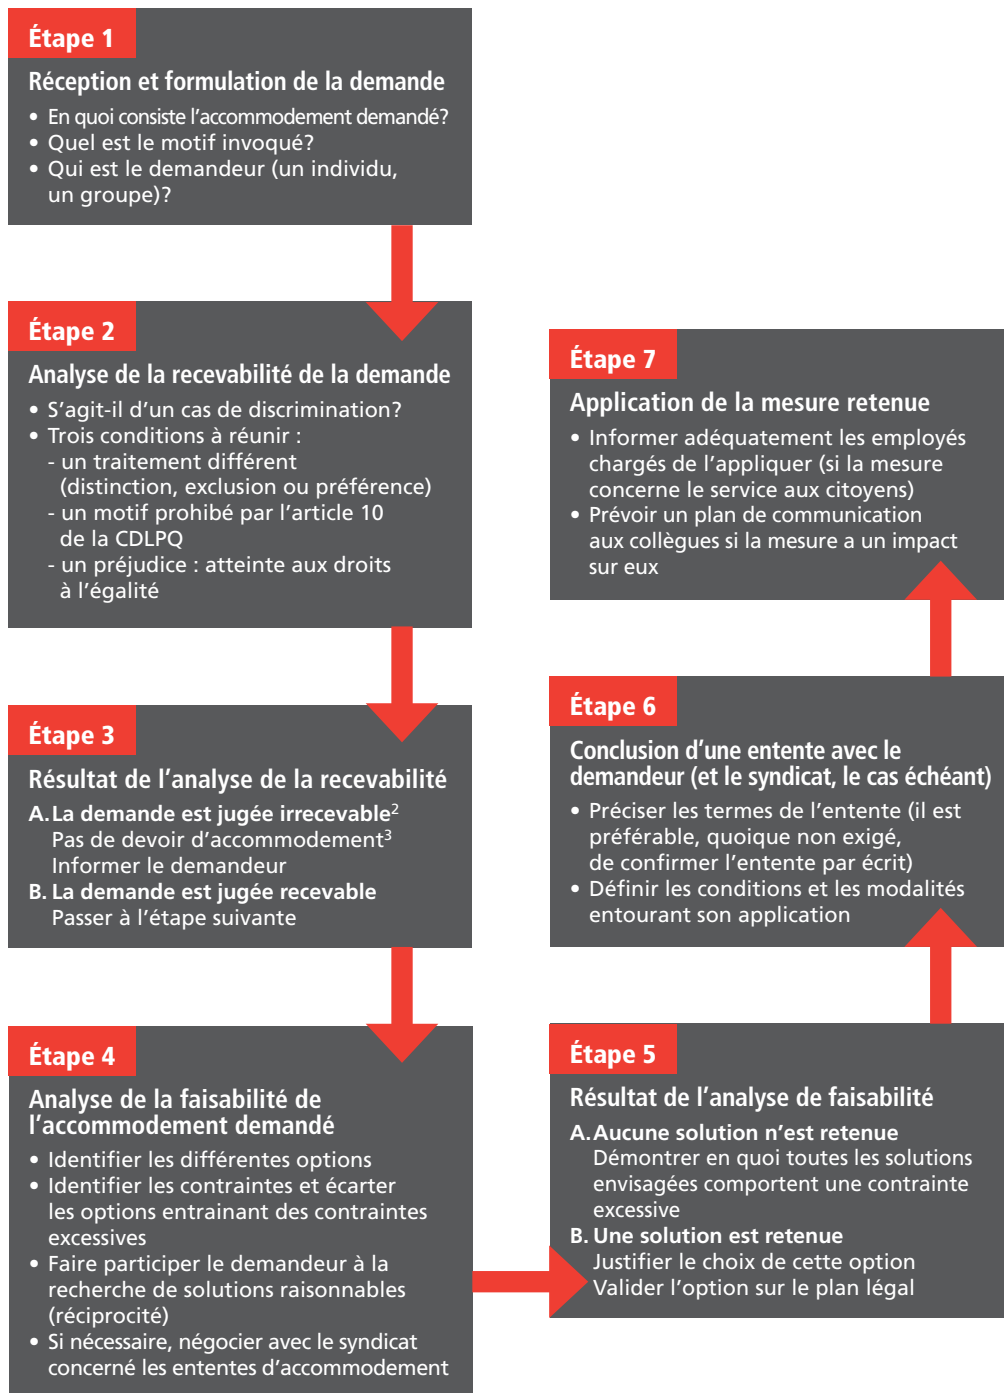 Étape 1
Réception et formulation de la demande
• En quoi consiste l’accommodement demandé?
• Quel est le motif invoqué?
• Qui est le demandeur (un individu,
un groupe)?
Étape 2
Analyse de la recevabilité de la demande
• S’agit-il d’un cas de discrimination?
• Trois conditions à réunir :
- un traitement différent
(distinction, exclusion ou préférence)
- un motif prohibé par l’article 10
de la CDLPQ
- un préjudice : atteinte aux droits
à l’égalité
Étape 3
Résultat de l’analyse de la recevabilité
A. La demande est jugée irrecevable²
Pas de devoir d’accommodement³
Informer le demandeur
B. La demande est jugée recevable
Passer à l’étape suivante
Étape 4
Analyse de la faisabilité de
l’accommodement demandé
• Identifier les différentes options
• Identifier les contraintes et écarter
les options entrainant des contraintes
excessives
• Faire participer le demandeur à la
recherche de solutions raisonnables
(réciprocité)
• Si nécessaire, négocier avec le syndicat
concerné les ententes d’accommodement
Étape 5
Résultat de l’analyse de faisabilité
A. Aucune solution n’est retenue
Démontrer en quoi toutes les solutions
envisagées comportent une contrainte
excessive
B. Une solution est retenue
Justifier le choix de cette option
Valider l’option sur le plan légal
Étape 6
Conclusion d’une entente avec le
demandeur (et le syndicat, le cas échéant)
• Préciser les termes de l’entente (il est
préférable, quoique non exigé,
de confirmer l’entente par écrit)
• Définir les conditions et les modalités
entourant son application
Étape 7
Application de la mesure retenue
• Informer adéquatement les employés
chargés de l’appliquer (si la mesure
concerne le service aux citoyens)
• Prévoir un plan de communication
aux collègues si la mesure a un impact
sur eux